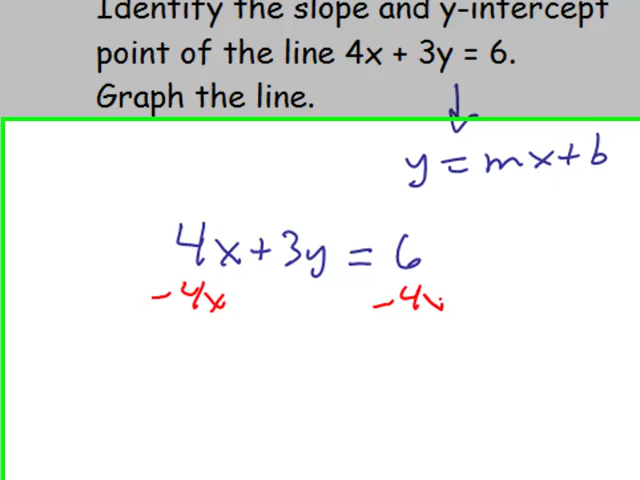 Identify the slope and y-intercept
point of the line 4x + 3y = 6.
Graph the line.
y = mx + b
4x + 3y = 6
-4x -4x